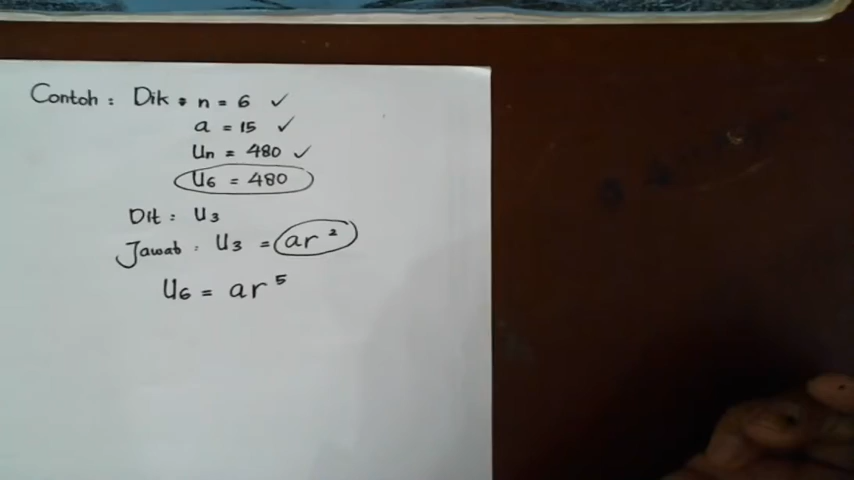 Contoh : Dik : n = 6 ✓
a = 15 ✓
Un = 480 ✓
U6 = 480
Dit : U3
Jawab : U3 = ar²
U6 = ar⁵